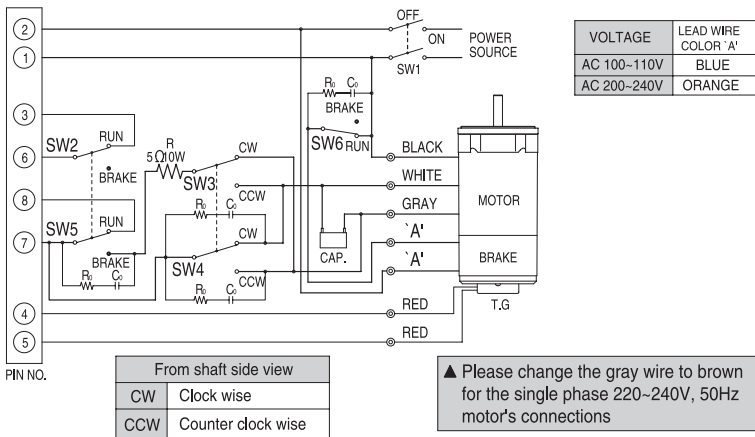 OFF
ON
POWER
SOURCE
SW1
2
1
3
6
8
7
4
5
PIN NO.
VOLTAGE
LEAD WIRE
COLOR `A'
AC 100~110V
BLUE
AC 200~240V
ORANGE
R₀
C₀
BRAKE
SW6
RUN
SW2
RUN
BRAKE
R
5Ω10W
SW3
CW
CCW
SW5
RUN
BRAKE
R₀
C₀
R₀
C₀
SW4
CW
CCW
R₀
C₀
CAP.
BLACK
WHITE
GRAY
`A'
`A'
RED
RED
MOTOR
BRAKE
T.G
From shaft side view
CW
Clock wise
CCW
Counter clock wise
▲ Please change the gray wire to brown
for the single phase 220~240V, 50Hz
motor's connections